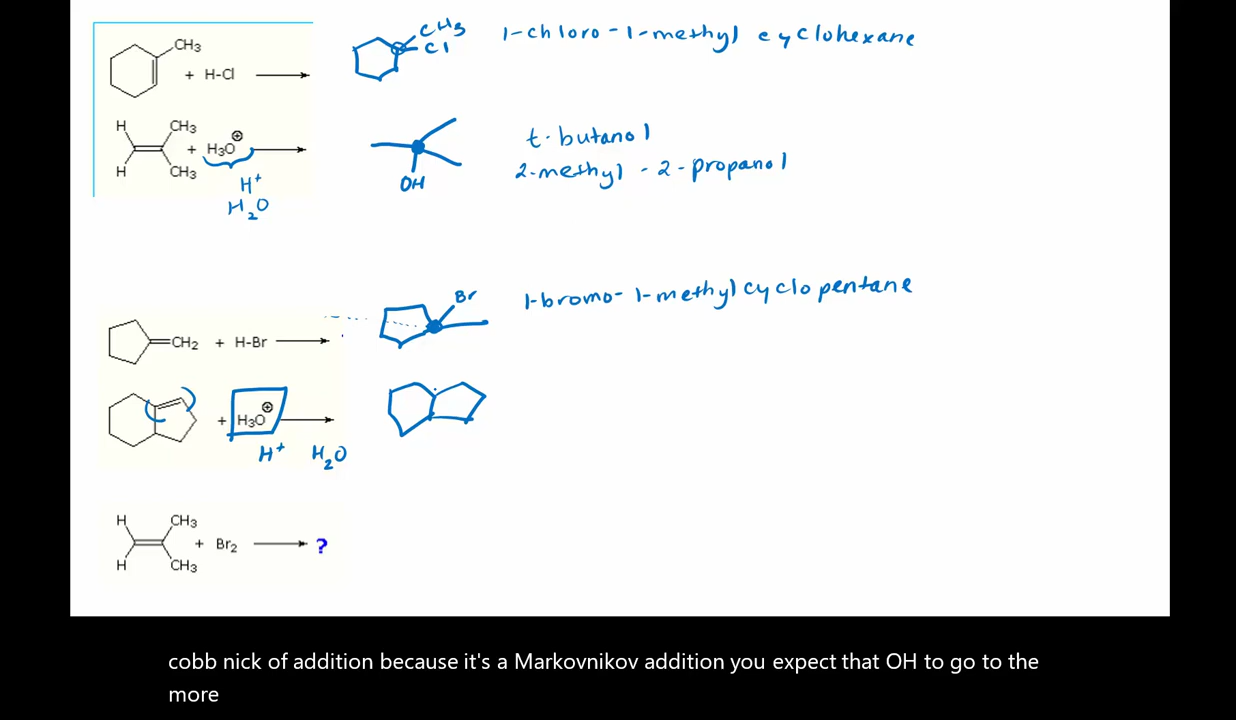 CH3
+ H-Cl
CH3
Cl
1-chloro-1-methyl cyclohexane
H CH3
+ H3O ⊕
H CH3
H+
H2O
OH
t-butanol
2-methyl-2-propanol
=CH2 + H-Br
Br
1-bromo-1-methylcyclopentane
+ H3O ⊕
H+ H2O
H CH3
+ Br2 ?
H CH3
cobb nick of addition because it's a Markovnikov addition you expect that OH to go to the
more